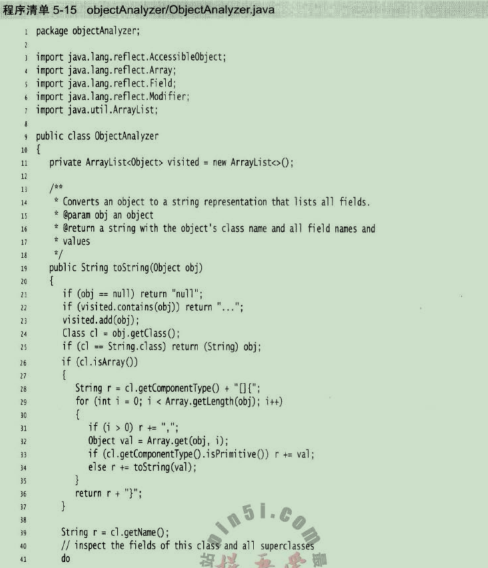 程序清单 5-15 objectAnalyzer/ObjectAnalyzer.java
1 package objectAnalyzer;
2
3 import java.lang.reflect.AccessibleObject;
4 import java.lang.reflect.Array;
5 import java.lang.reflect.Field;
6 import java.lang.reflect.Modifier;
7 import java.util.ArrayList;
8
9 public class ObjectAnalyzer
10 {
11    private ArrayList<Object> visited = new ArrayList<>();
12
13    /**
14     * Converts an object to a string representation that lists all fields.
15     * @param obj an object
16     * @return a string with the object's class name and all field names and
17     * values
18     */
19    public String toString(Object obj)
20    {
21       if (obj == null) return "null";
22       if (visited.contains(obj)) return "...";
23       visited.add(obj);
24       Class cl = obj.getClass();
25       if (cl == String.class) return (String) obj;
26       if (cl.isArray())
27       {
28          String r = cl.getComponentType() + "[]{";
29          for (int i = 0; i < Array.getLength(obj); i++)
30          {
31             if (i > 0) r += ",";
32             Object val = Array.get(obj, i);
33             if (cl.getComponentType().isPrimitive()) r += val;
34             else r += toString(val);
35          }
36          return r + "}";
37       }
38
39       String r = cl.getName();
40       // inspect the fields of this class and all superclasses
41       do